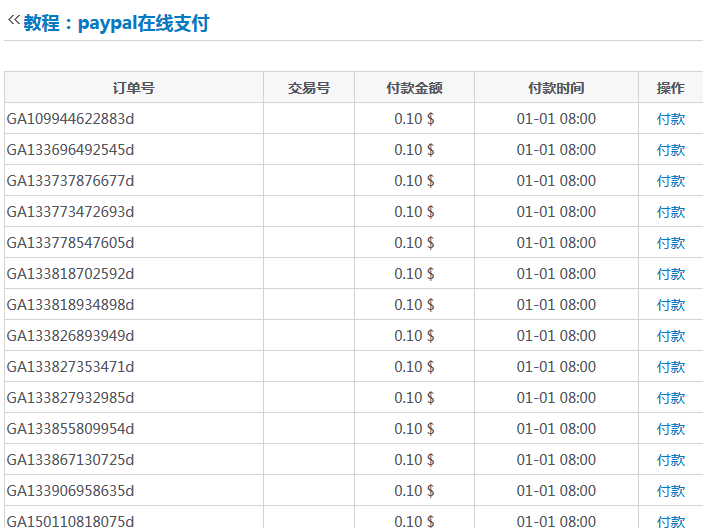 «教程：paypal在线支付
订单号 交易号 付款金额 付款时间 操作
GA109944622883d 0.10 $ 01-01 08:00 付款
GA133696492545d 0.10 $ 01-01 08:00 付款
GA133737876677d 0.10 $ 01-01 08:00 付款
GA133773472693d 0.10 $ 01-01 08:00 付款
GA133778547605d 0.10 $ 01-01 08:00 付款
GA133818702592d 0.10 $ 01-01 08:00 付款
GA133818934898d 0.10 $ 01-01 08:00 付款
GA133826893949d 0.10 $ 01-01 08:00 付款
GA133827353471d 0.10 $ 01-01 08:00 付款
GA133827932985d 0.10 $ 01-01 08:00 付款
GA133855809954d 0.10 $ 01-01 08:00 付款
GA133867130725d 0.10 $ 01-01 08:00 付款
GA133906958635d 0.10 $ 01-01 08:00 付款
GA150110818075d 0.10 $ 01-01 08:00 付款